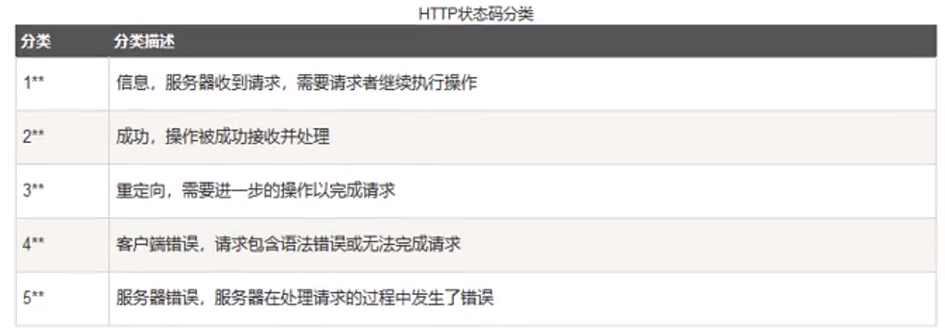 HTTP状态码分类
分类 分类描述
1** 信息，服务器收到请求，需要请求者继续执行操作
2** 成功，操作被成功接收并处理
3** 重定向，需要进一步的操作以完成请求
4** 客户端错误，请求包含语法错误或无法完成请求
5** 服务器错误，服务器在处理请求的过程中发生了错误